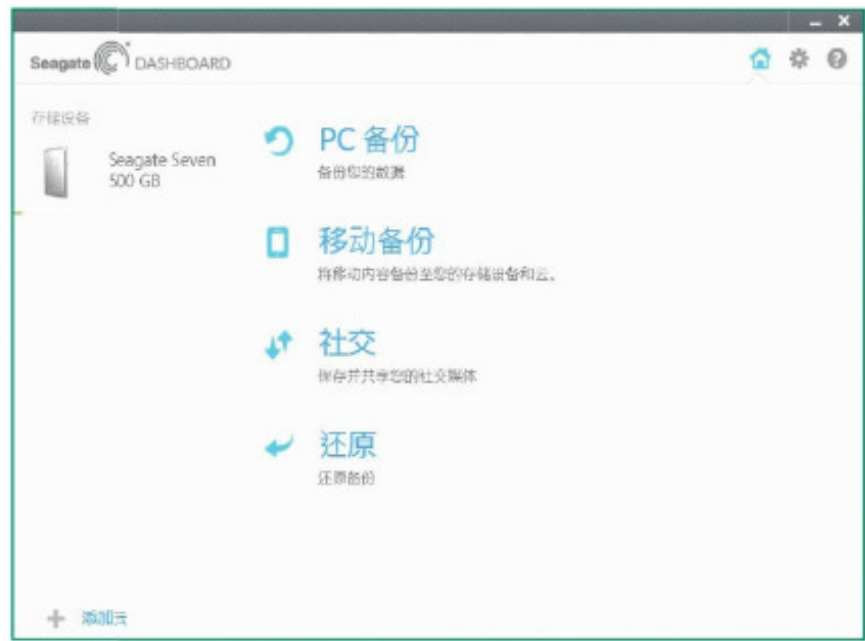 Seagate DASHBOARD
存储设备
Seagate Seven
500 GB
PC 备份
备份您的数据
移动备份
将移动内容备份至您的存储设备和云。
社交
保存并共享您的社交媒体
还原
还原备份
添加云